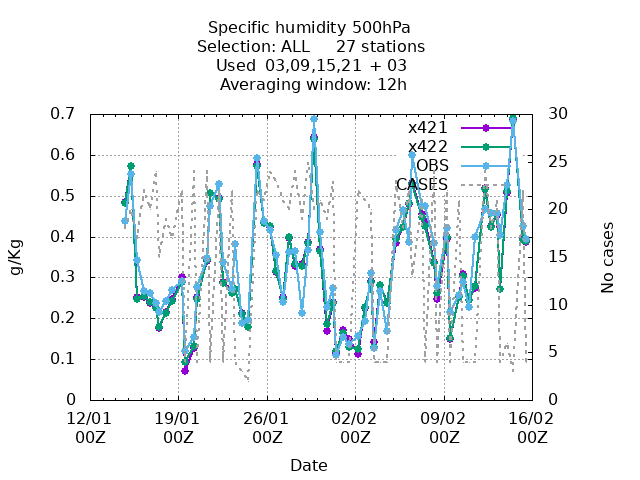 Specific humidity 500hPa
Selection: ALL 27 stations
Used 03,09,15,21 + 03
Averaging window: 12h
0.7
0.6
0.5
0.4
0.3
0.2
0.1
0
g/Kg
30
25
20
15
10
5
0
No cases
x421
x422
OBS
CASES
12/01 19/01 26/01 02/02 09/02 16/02
00Z 00Z 00Z 00Z 00Z 00Z
Date